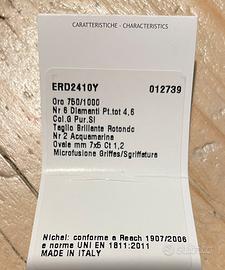 CARATTERISTICHE - CHARACTERISTICS
ERD2410Y 012739
Oro 750/1000
Nr 6 Diamanti Pt.tot 4,6
Col.G Pur.SI
Taglio Brillante Rotondo
Nr 2 Acquamarina
Ovale mm 7x5 Ct 1,2
Microfusione Griffes/Sgriffatura
Nichel: conforme a Reach 1907/2006
e norme UNI EN 1811:2011
MADE IN ITALY